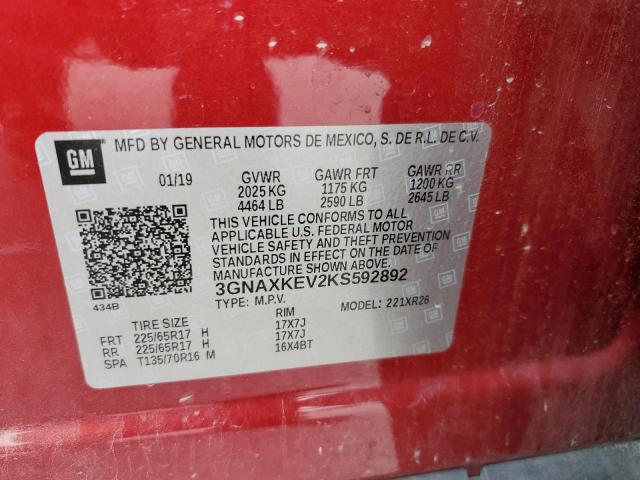 GM
MFD BY GENERAL MOTORS DE MEXICO, S. DE R.L. DE C.V.
01/19 GVWR GAWR FRT GAWR RR
2025 KG 1175 KG 1200 KG
4464 LB 2590 LB 2645 LB
THIS VEHICLE CONFORMS TO ALL
APPLICABLE U.S. FEDERAL MOTOR
VEHICLE SAFETY AND THEFT PREVENTION
STANDARDS IN EFFECT ON THE DATE OF
MANUFACTURE SHOWN ABOVE.
434B 3GNAXKEV2KS592892
TYPE: M.P.V. MODEL: 221XR26
TIRE SIZE RIM
FRT 225/65R17 H 17X7J
RR 225/65R17 H 17X7J
SPA T135/70R16 M 16X4BT